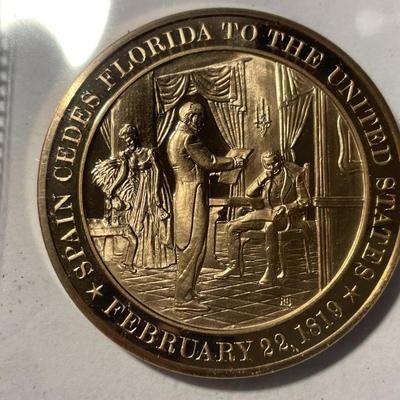 SPAIN CEDES FLORIDA TO THE UNITED STATES
★ FEBRUARY 22, 1819 ★